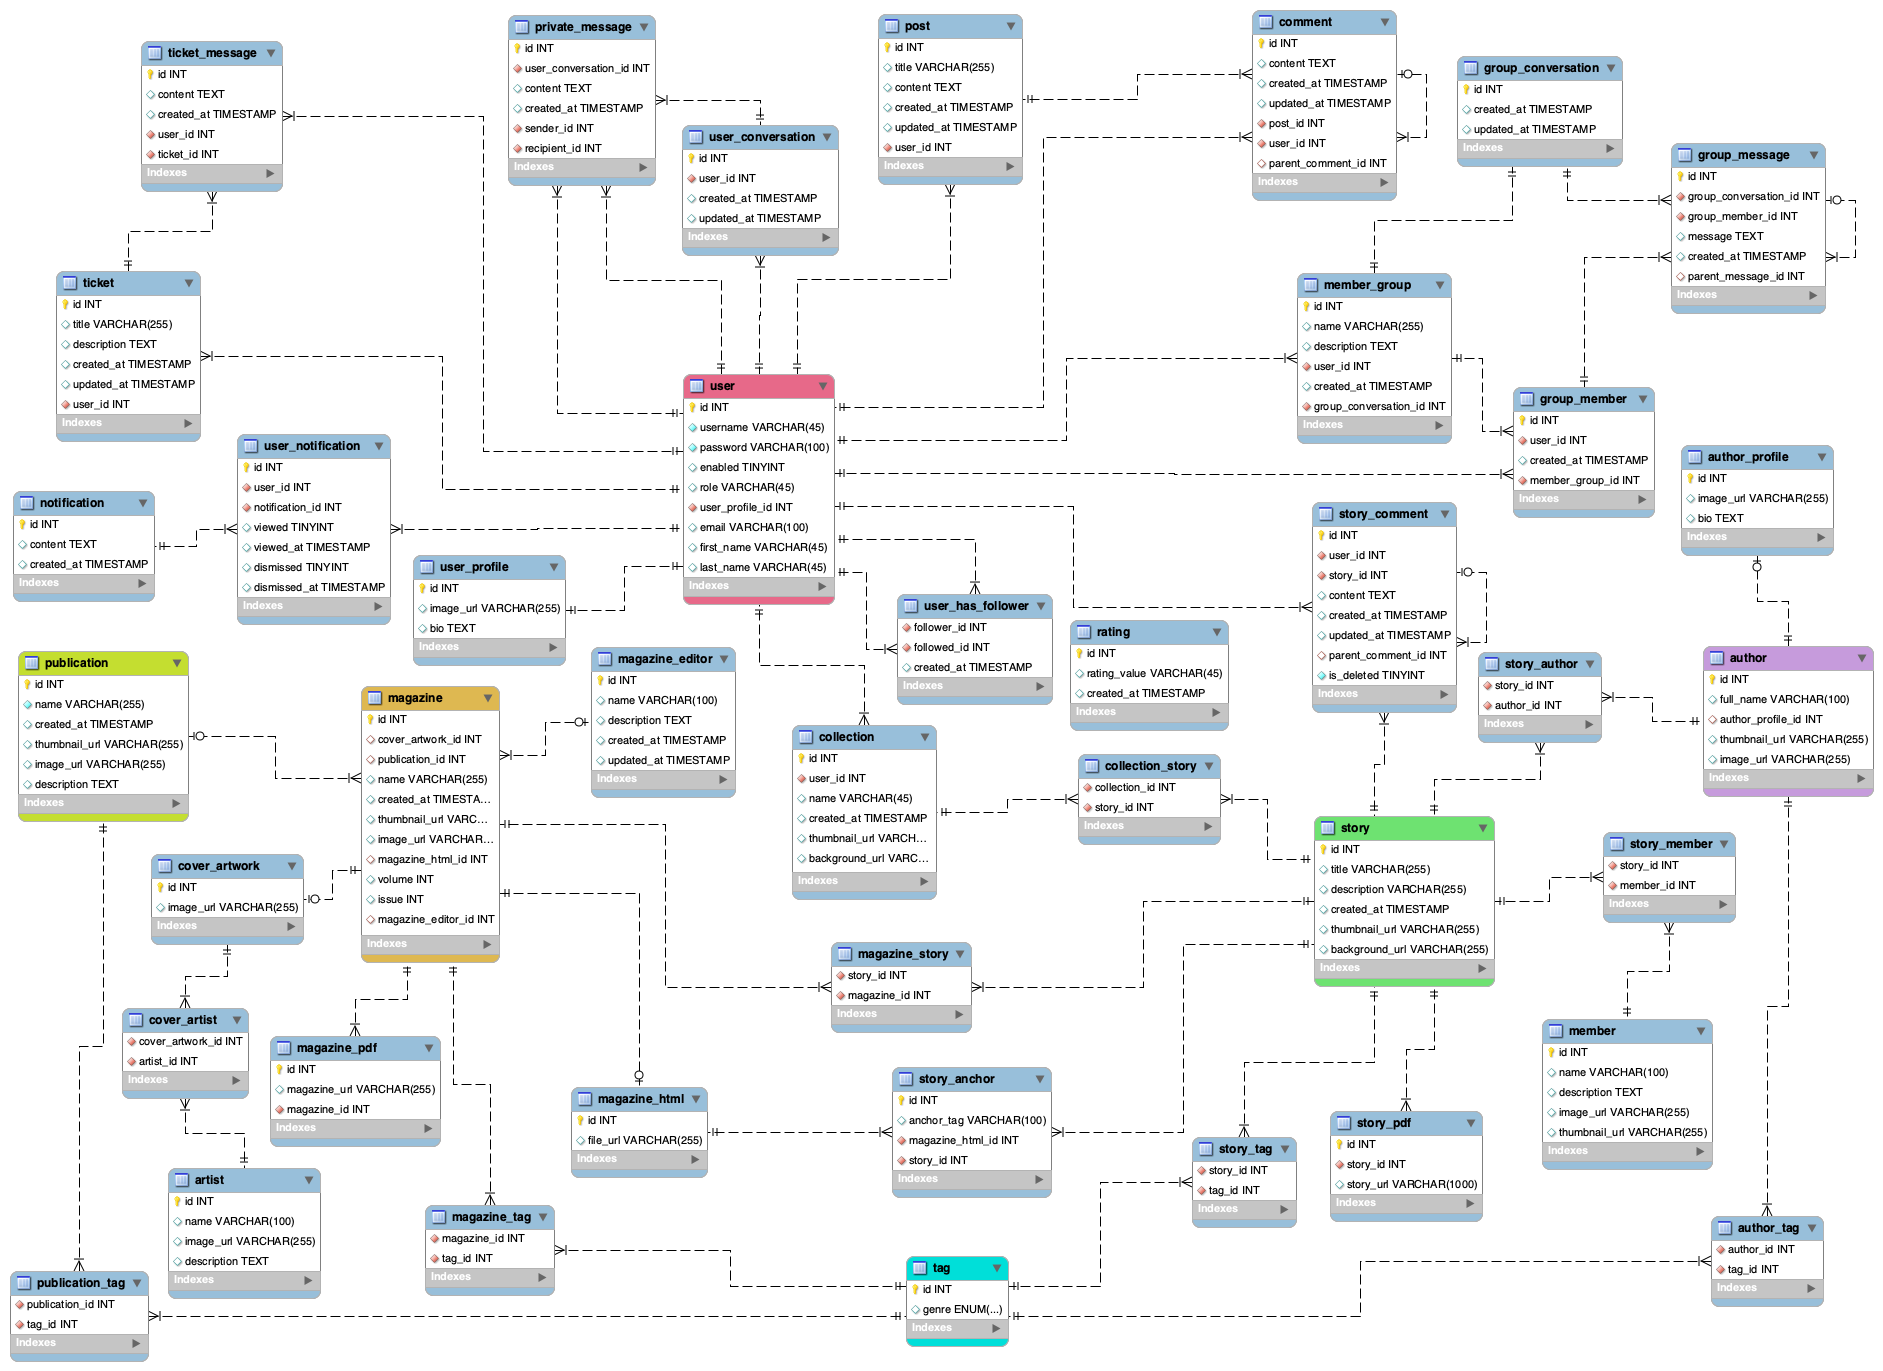 ticket_message
id INT
content TEXT
created_at TIMESTAMP
user_id INT
ticket_id INT
Indexes
private_message
id INT
user_conversation_id INT
content TEXT
created_at TIMESTAMP
sender_id INT
recipient_id INT
Indexes
user_conversation
id INT
user_id INT
created_at TIMESTAMP
updated_at TIMESTAMP
Indexes
post
id INT
title VARCHAR(255)
content TEXT
created_at TIMESTAMP
updated_at TIMESTAMP
user_id INT
Indexes
comment
id INT
content TEXT
created_at TIMESTAMP
updated_at TIMESTAMP
post_id INT
user_id INT
parent_comment_id INT
Indexes
group_conversation
id INT
created_at TIMESTAMP
updated_at TIMESTAMP
Indexes
group_message
id INT
group_conversation_id INT
group_member_id INT
message TEXT
created_at TIMESTAMP
parent_message_id INT
Indexes
ticket
id INT
title VARCHAR(255)
description TEXT
created_at TIMESTAMP
updated_at TIMESTAMP
user_id INT
Indexes
member_group
id INT
name VARCHAR(255)
description TEXT
user_id INT
created_at TIMESTAMP
group_conversation_id INT
Indexes
user
id INT
username VARCHAR(45)
password VARCHAR(100)
enabled TINYINT
role VARCHAR(45)
user_profile_id INT
email VARCHAR(100)
first_name VARCHAR(45)
last_name VARCHAR(45)
Indexes
group_member
id INT
user_id INT
created_at TIMESTAMP
member_group_id INT
Indexes
user_notification
id INT
user_id INT
notification_id INT
viewed TINYINT
viewed_at TIMESTAMP
dismissed TINYINT
dismissed_at TIMESTAMP
Indexes
author_profile
id INT
image_url VARCHAR(255)
bio TEXT
Indexes
notification
id INT
content TEXT
created_at TIMESTAMP
Indexes
story_comment
id INT
user_id INT
story_id INT
content TEXT
created_at TIMESTAMP
updated_at TIMESTAMP
parent_comment_id INT
is_deleted TINYINT
Indexes
user_profile
id INT
image_url VARCHAR(255)
bio TEXT
Indexes
user_has_follower
follower_id INT
followed_id INT
created_at TIMESTAMP
Indexes
rating
id INT
rating_value VARCHAR(45)
created_at TIMESTAMP
Indexes
publication
id INT
name VARCHAR(255)
created_at TIMESTAMP
thumbnail_url VARCHAR(255)
image_url VARCHAR(255)
description TEXT
Indexes
magazine_editor
id INT
name VARCHAR(100)
description TEXT
created_at TIMESTAMP
updated_at TIMESTAMP
Indexes
story_author
story_id INT
author_id INT
Indexes
author
id INT
full_name VARCHAR(100)
author_profile_id INT
thumbnail_url VARCHAR(255)
image_url VARCHAR(255)
Indexes
magazine
id INT
cover_artwork_id INT
publication_id INT
name VARCHAR(255)
created_at TIMESTA...
thumbnail_url VARC...
image_url VARCHAR...
magazine_html_id INT
volume INT
issue INT
magazine_editor_id INT
Indexes
collection
id INT
user_id INT
name VARCHAR(45)
created_at TIMESTAMP
thumbnail_url VARCH...
background_url VARC...
Indexes
collection_story
collection_id INT
story_id INT
Indexes
story
id INT
title VARCHAR(255)
description VARCHAR(255)
created_at TIMESTAMP
thumbnail_url VARCHAR(255)
background_url VARCHAR(255)
Indexes
story_member
story_id INT
member_id INT
Indexes
cover_artwork
id INT
image_url VARCHAR(255)
Indexes
magazine_story
story_id INT
magazine_id INT
Indexes
cover_artist
cover_artwork_id INT
artist_id INT
Indexes
magazine_pdf
id INT
magazine_url VARCHAR(255)
magazine_id INT
Indexes
member
id INT
name VARCHAR(100)
description TEXT
image_url VARCHAR(255)
thumbnail_url VARCHAR(255)
Indexes
magazine_html
id INT
file_url VARCHAR(255)
Indexes
story_anchor
id INT
anchor_tag VARCHAR(100)
magazine_html_id INT
story_id INT
Indexes
story_pdf
id INT
story_id INT
story_url VARCHAR(1000)
Indexes
story_tag
story_id INT
tag_id INT
Indexes
artist
id INT
name VARCHAR(100)
image_url VARCHAR(255)
description TEXT
Indexes
magazine_tag
magazine_id INT
tag_id INT
Indexes
author_tag
author_id INT
tag_id INT
Indexes
tag
id INT
genre ENUM(...)
Indexes
publication_tag
publication_id INT
tag_id INT
Indexes